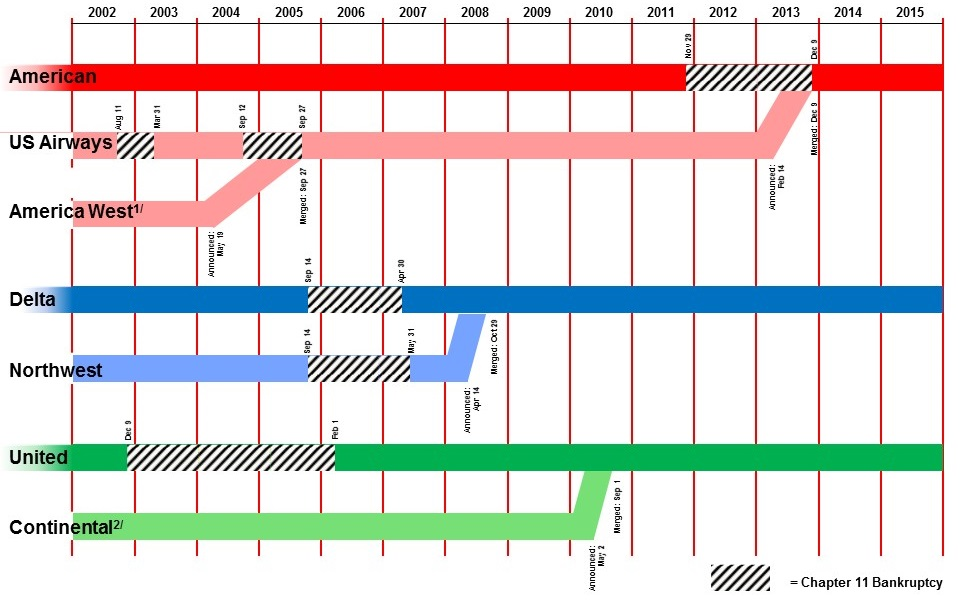 2002 2003 2004 2005 2006 2007 2008 2009 2010 2011 2012 2013 2014 2015
Nov 29
Dec 9
American
Aug 11
Mar 31
Sep 12
Sep 27
Merged: Dec 9
US Airways
Announced:
Feb 14
Merged: Sep 27
America West1/
Announced:
May 19
Sep 14
Apr 30
Delta
Sep 14
May 31
Merged: Oct 29
Northwest
Announced:
Apr 14
Dec 9
Feb 1
United
Merged: Sep 1
Continental2/
Announced:
May 2
= Chapter 11 Bankruptcy